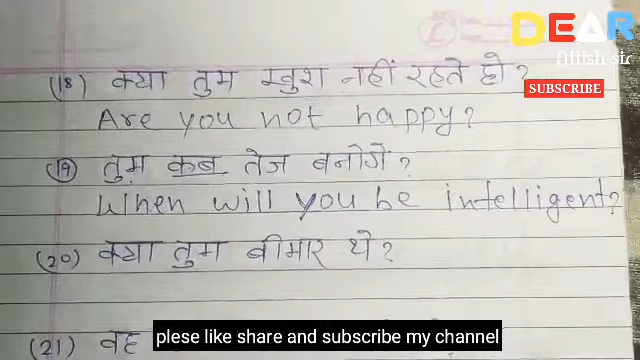 DEAR
nitish sir
SUBSCRIBE
(18) क्या तुम खुश नहीं रहते हो?
Are you not happy?
(19) तुम कब तेज बनोगे?
When will you be intelligent?
(20) क्या तुम बीमार थे?
(21) वह
plese like share and subscribe my channel